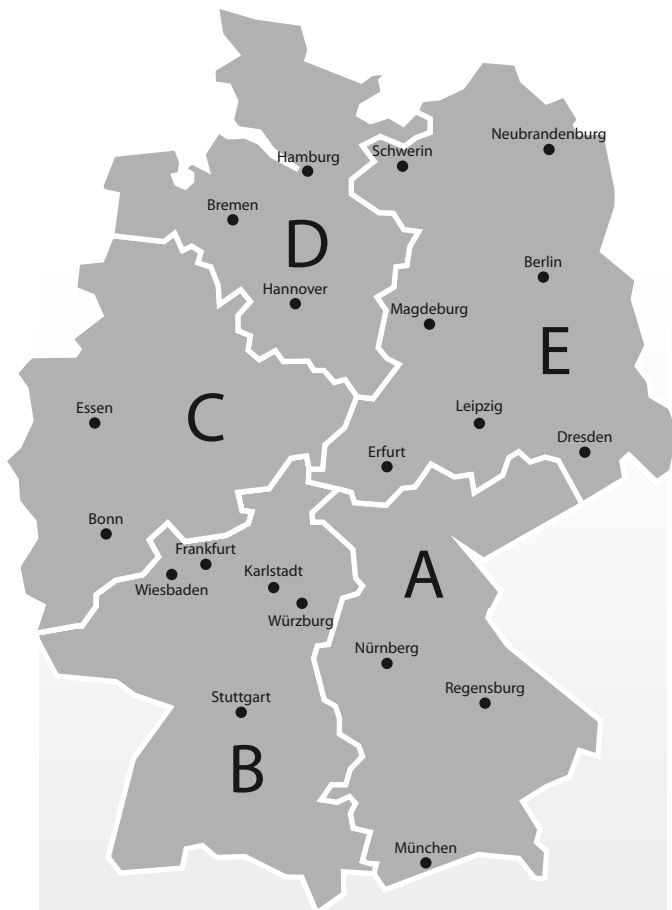 Neubrandenburg
Hamburg
Schwerin
Bremen
D
Berlin
Hannover
Magdeburg
E
C
Essen
Leipzig
Dresden
Erfurt
Bonn
Frankfurt
A
Karlstadt
Wiesbaden
Würzburg
Nürnberg
Regensburg
Stuttgart
B
München